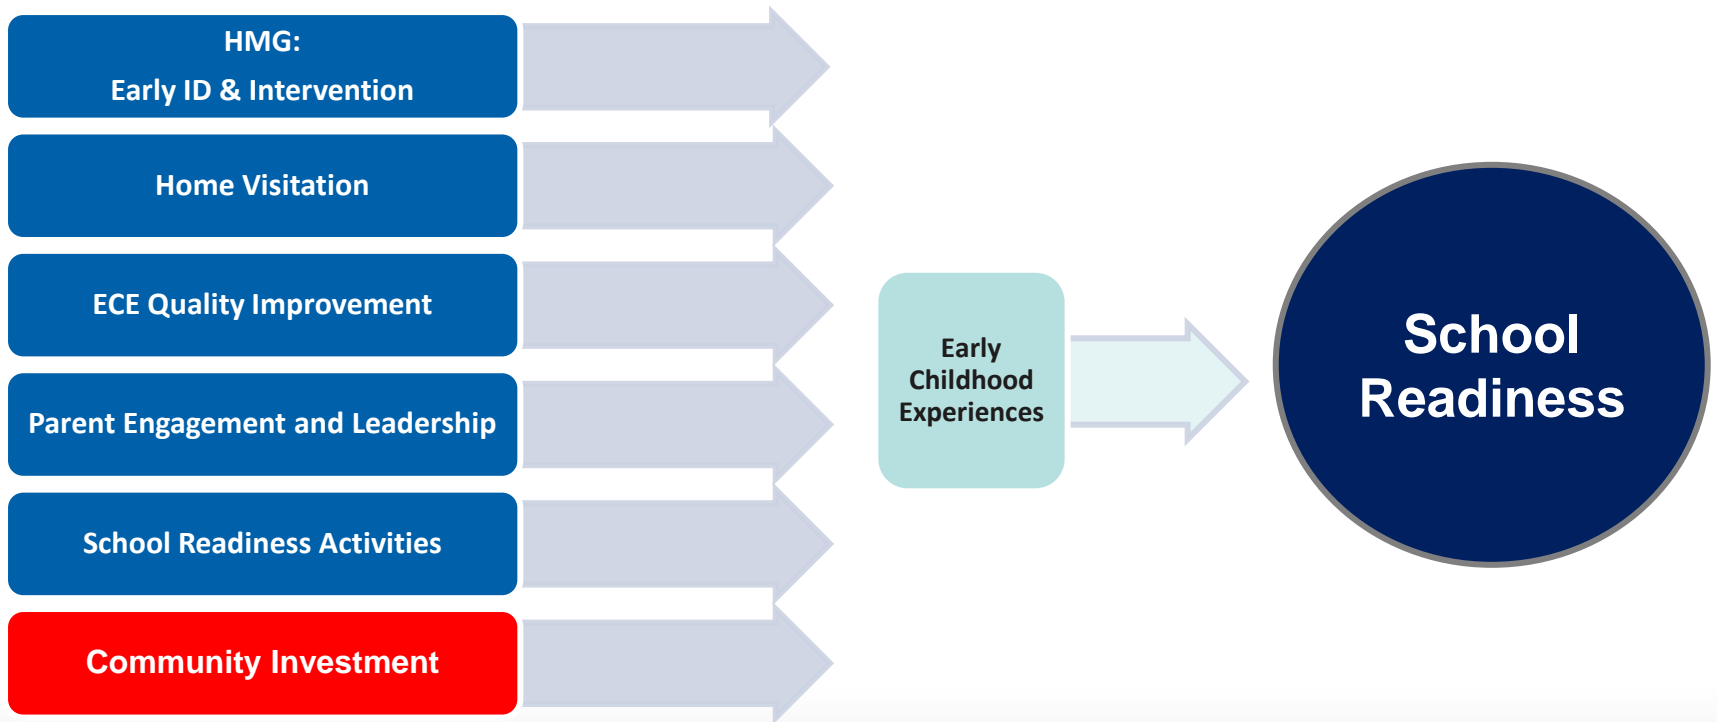 HMG:
Early ID & Intervention
Home Visitation
ECE Quality Improvement
Parent Engagement and Leadership
School Readiness Activities
Community Investment
Early
Childhood
Experiences
School
Readiness